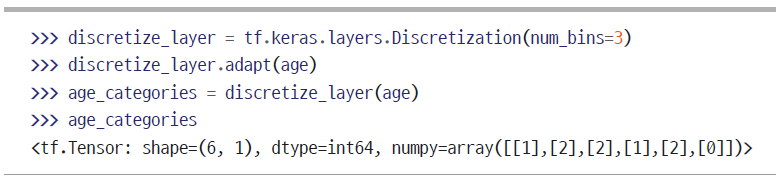 >>> discretize_layer = tf.keras.layers.Discretization(num_bins=3)
>>> discretize_layer.adapt(age)
>>> age_categories = discretize_layer(age)
>>> age_categories
<tf.Tensor: shape=(6, 1), dtype=int64, numpy=array([[1],[2],[2],[1],[2],[0]])>